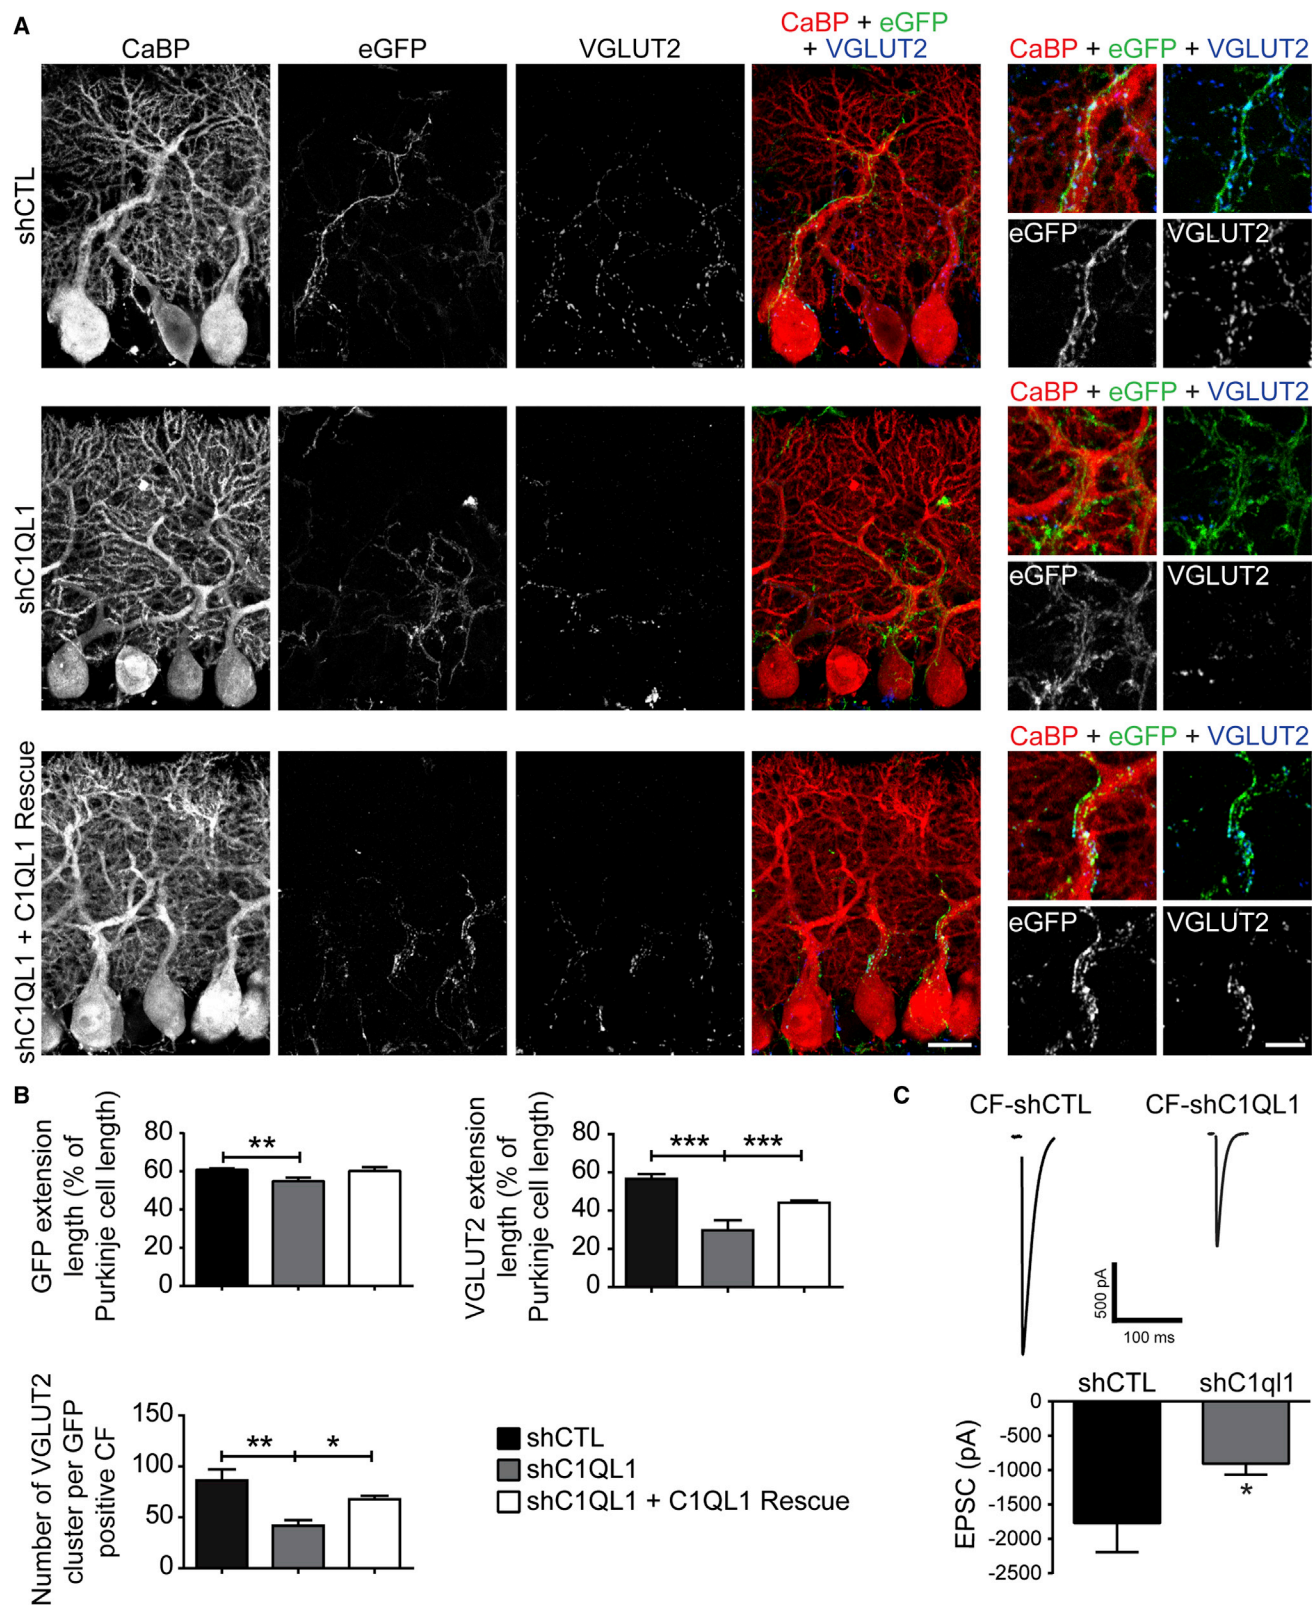 A
CaBP
eGFP
VGLUT2
CaBP + eGFP
+ VGLUT2
CaBP + eGFP + VGLUT2
shCTL
eGFP
VGLUT2
CaBP + eGFP + VGLUT2
shC1QL1
eGFP
VGLUT2
CaBP + eGFP + VGLUT2
shC1QL1 + C1QL1 Rescue
eGFP
VGLUT2
B
GFP extension
length (% of
Purkinje cell length)
80
60
40
20
0
**
VGLUT2 extension
length (% of
Purkinje cell length)
80
60
40
20
0
***
***
Number of VGLUT2
cluster per GFP
positive CF
150
100
50
0
**
*
shCTL
shC1QL1
shC1QL1 + C1QL1 Rescue
C
CF-shCTL
CF-shC1QL1
500 pA
100 ms
shCTL
shC1ql1
EPSC (pA)
0
-500
-1000
-1500
-2000
-2500
*